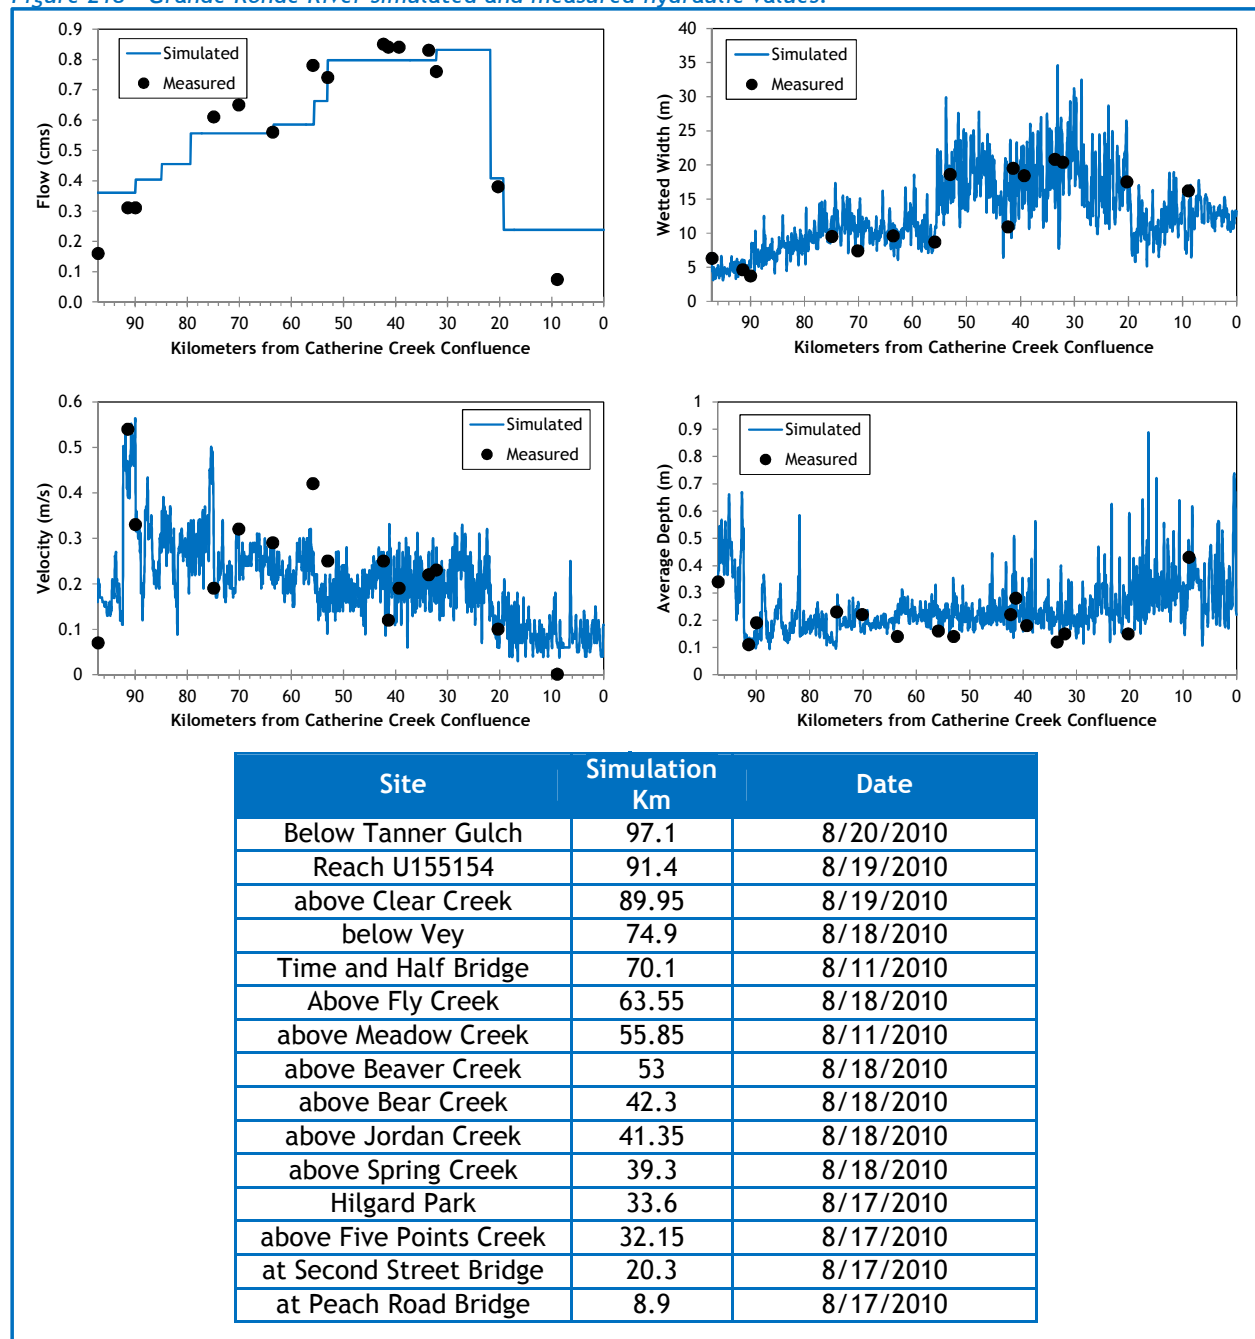 Figure 218 - Grande Ronde River simulated and measured hydraulic values.
Flow (cms)
0.9
0.8
0.7
0.6
0.5
0.4
0.3
0.2
0.1
0.0
Simulated
Measured
90 80 70 60 50 40 30 20 10 0
Kilometers from Catherine Creek Confluence
Wetted Width (m)
40
35
30
25
20
15
10
5
0
Simulated
Measured
90 80 70 60 50 40 30 20 10 0
Kilometers from Catherine Creek Confluence
Velocity (m/s)
0.6
0.5
0.4
0.3
0.2
0.1
0
Simulated
Measured
90 80 70 60 50 40 30 20 10 0
Kilometers from Catherine Creek Confluence
Average Depth (m)
1
0.9
0.8
0.7
0.6
0.5
0.4
0.3
0.2
0.1
0
Simulated
Measured
90 80 70 60 50 40 30 20 10 0
Kilometers from Catherine Creek Confluence
Site Simulation Km Date
Below Tanner Gulch 97.1 8/20/2010
Reach U155154 91.4 8/19/2010
above Clear Creek 89.95 8/19/2010
below Vey 74.9 8/18/2010
Time and Half Bridge 70.1 8/11/2010
Above Fly Creek 63.55 8/18/2010
above Meadow Creek 55.85 8/11/2010
above Beaver Creek 53 8/18/2010
above Bear Creek 42.3 8/18/2010
above Jordan Creek 41.35 8/18/2010
above Spring Creek 39.3 8/18/2010
Hilgard Park 33.6 8/17/2010
above Five Points Creek 32.15 8/17/2010
at Second Street Bridge 20.3 8/17/2010
at Peach Road Bridge 8.9 8/17/2010